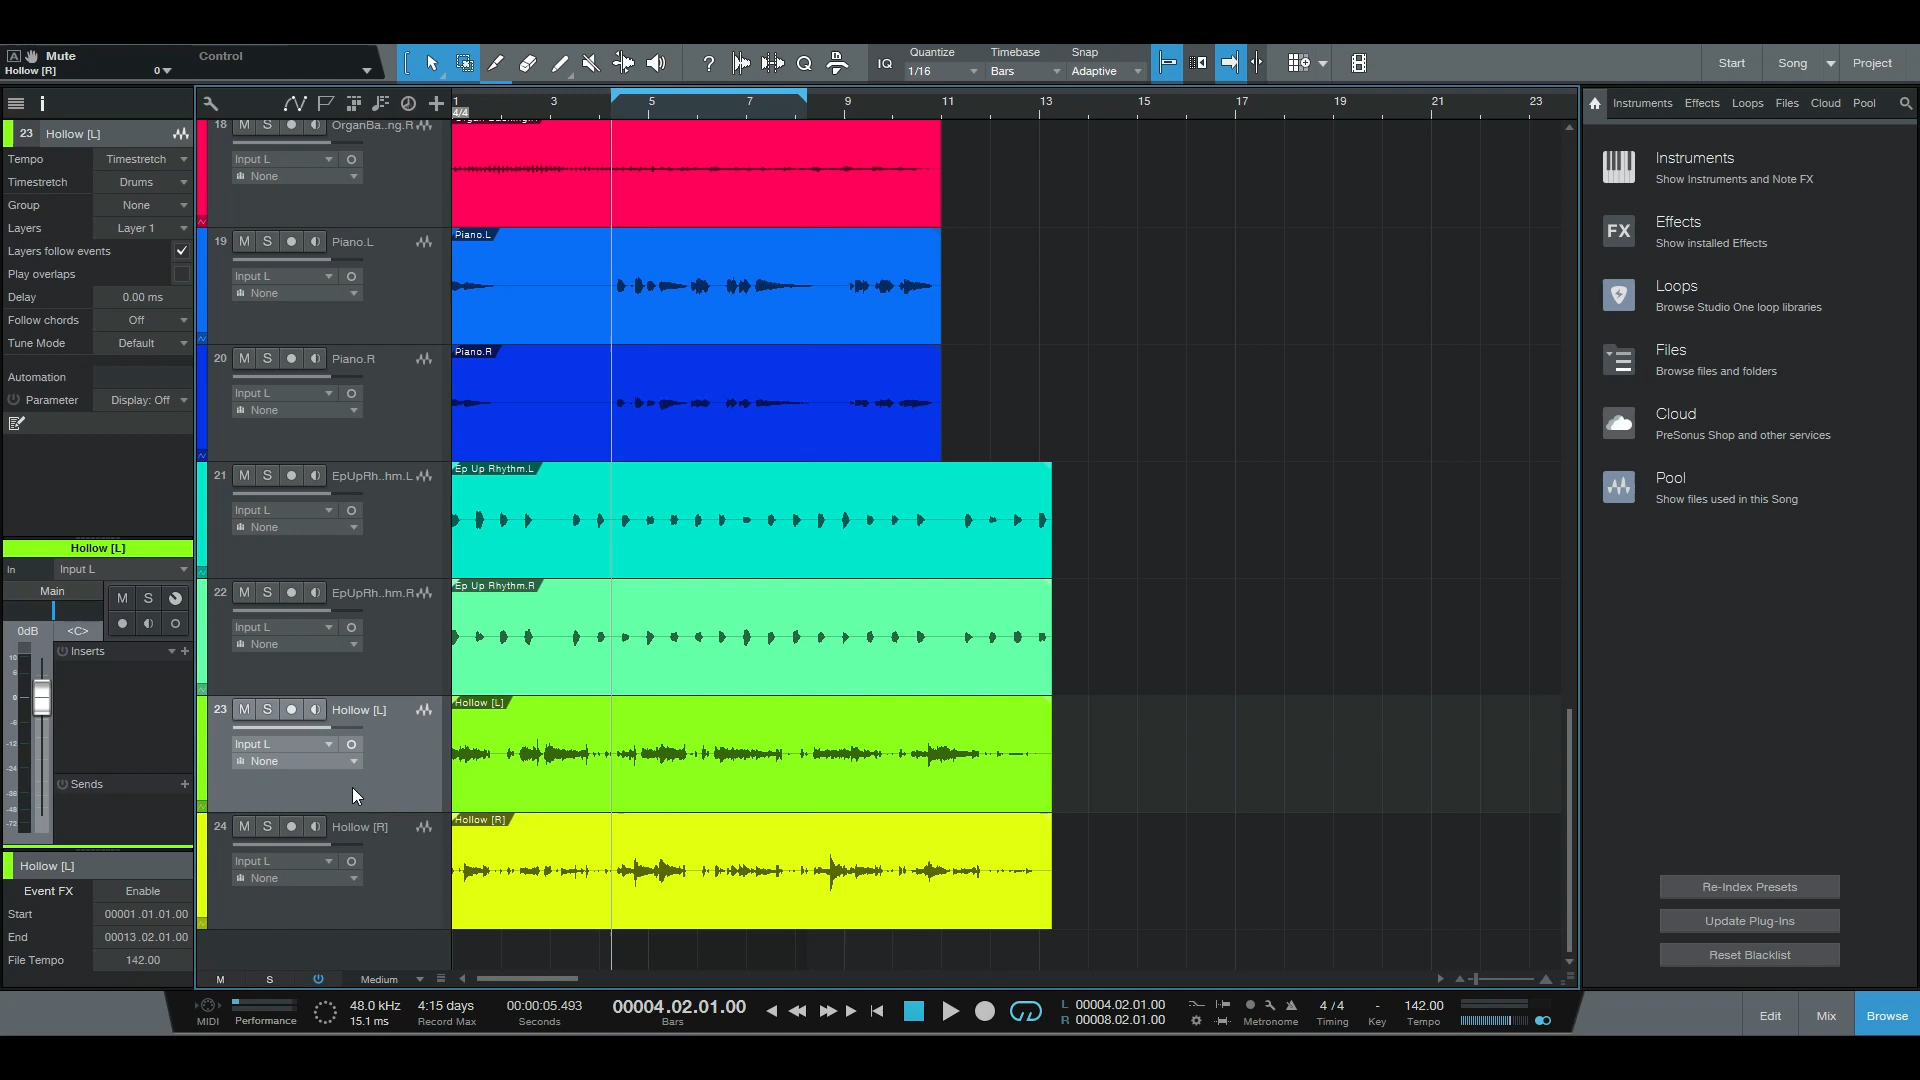 Mute
Control
Hollow [R]
0
IQ
Quantize
1/16
Timebase
Bars
Snap
Adaptive
Start
Song
Project
1
4/4
3
5
7
9
11
13
15
17
19
21
23
Instruments
Effects
Loops
Files
Cloud
Pool
23
Hollow [L]
Tempo
Timestretch
Timestretch
Drums
Group
None
Layers
Layer 1
Layers follow events
Play overlaps
Delay
0.00 ms
Follow chords
Off
Tune Mode
Default
Automation
Parameter
Display: Off
Hollow [L]
In
Input L
Main
M
S
0dB
<C>
Inserts
Sends
Hollow [L]
Event FX
Enable
Start
00001.01.01.00
End
00013.02.01.00
File Tempo
142.00
18
M
S
OrganBa..ng.R
Input L
None
19
M
S
Piano.L
Input L
None
Piano.L
20
M
S
Piano.R
Input L
None
Piano.R
21
M
S
EpUpRh..hm.L
Input L
None
Ep Up Rhythm.L
22
M
S
EpUpRh..hm.R
Input L
None
Ep Up Rhythm.R
23
M
S
Hollow [L]
Input L
None
Hollow [L]
24
M
S
Hollow [R]
Input L
None
Hollow [R]
M
S
Medium
Instruments
Show Instruments and Note FX
FX
Effects
Show installed Effects
Loops
Browse Studio One loop libraries
Files
Browse files and folders
Cloud
PreSonus Shop and other services
Pool
Show files used in this Song
Re-Index Presets
Update Plug-Ins
Reset Blacklist
MIDI
Performance
48.0 kHz
15.1 ms
4:15 days
Record Max
00:00:05.493
Seconds
00004.02.01.00
Bars
L
00004.02.01.00
R
00008.02.01.00
Metronome
4 / 4
Timing
-
Key
142.00
Tempo
Edit
Mix
Browse